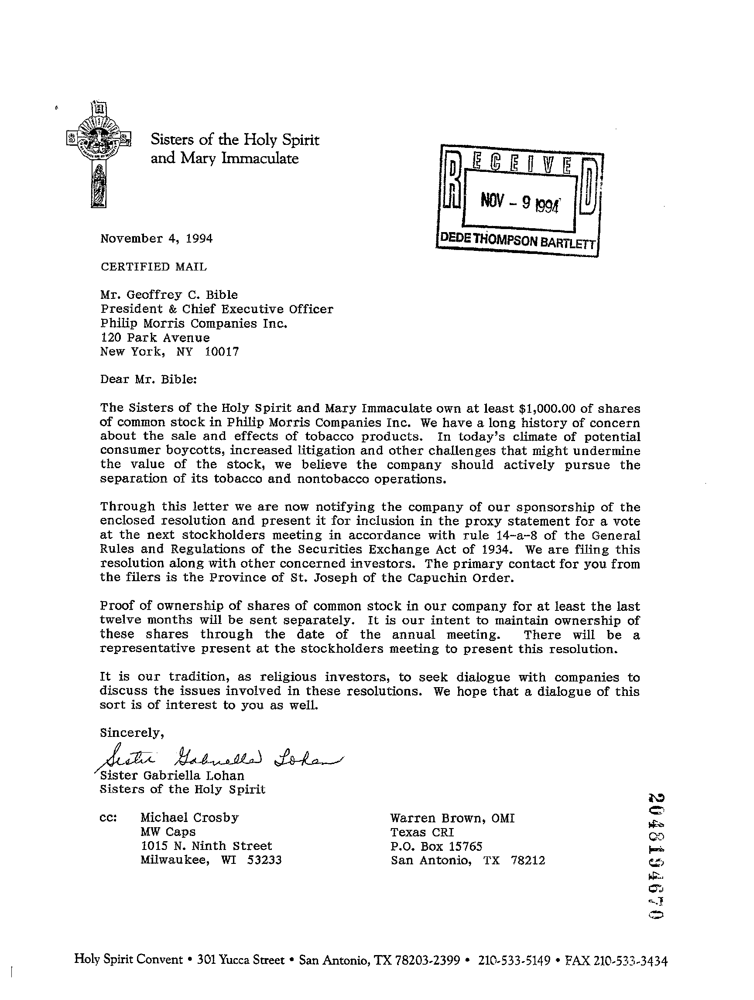 Sisters of the Holy Spirit
and Mary Immaculate
RECEIVED
NOV - 9 1994
DEDE THOMPSON BARTLETT
November 4, 1994
CERTIFIED MAIL
Mr. Geoffrey C. Bible
President & Chief Executive Officer
Philip Morris Companies Inc.
120 Park Avenue
New York, NY 10017
Dear Mr. Bible:
The Sisters of the Holy Spirit and Mary Immaculate own at least $1,000.00 of shares
of common stock in Philip Morris Companies Inc. We have a long history of concern
about the sale and effects of tobacco products. In today's climate of potential
consumer boycotts, increased litigation and other challenges that might undermine
the value of the stock, we believe the company should actively pursue the
separation of its tobacco and nontobacco operations.
Through this letter we are now notifying the company of our sponsorship of the
enclosed resolution and present it for inclusion in the proxy statement for a vote
at the next stockholders meeting in accordance with rule 14-a-8 of the General
Rules and Regulations of the Securities Exchange Act of 1934. We are filing this
resolution along with other concerned investors. The primary contact for you from
the filers is the Province of St. Joseph of the Capuchin Order.
Proof of ownership of shares of common stock in our company for at least the last
twelve months will be sent separately. It is our intent to maintain ownership of
these shares through the date of the annual meeting. There will be a
representative present at the stockholders meeting to present this resolution.
It is our tradition, as religious investors, to seek dialogue with companies to
discuss the issues involved in these resolutions. We hope that a dialogue of this
sort is of interest to you as well.
Sincerely,
Sister Gabriella Lohan
Sister Gabriella Lohan
Sisters of the Holy Spirit
cc: Michael Crosby
MW Caps
1015 N. Ninth Street
Milwaukee, WI 53233
Warren Brown, OMI
Texas CRI
P.O. Box 15765
San Antonio, TX 78212
2048194670
Holy Spirit Convent • 301 Yucca Street • San Antonio, TX 78203-2399 • 210-533-5149 • FAX 210-533-3434